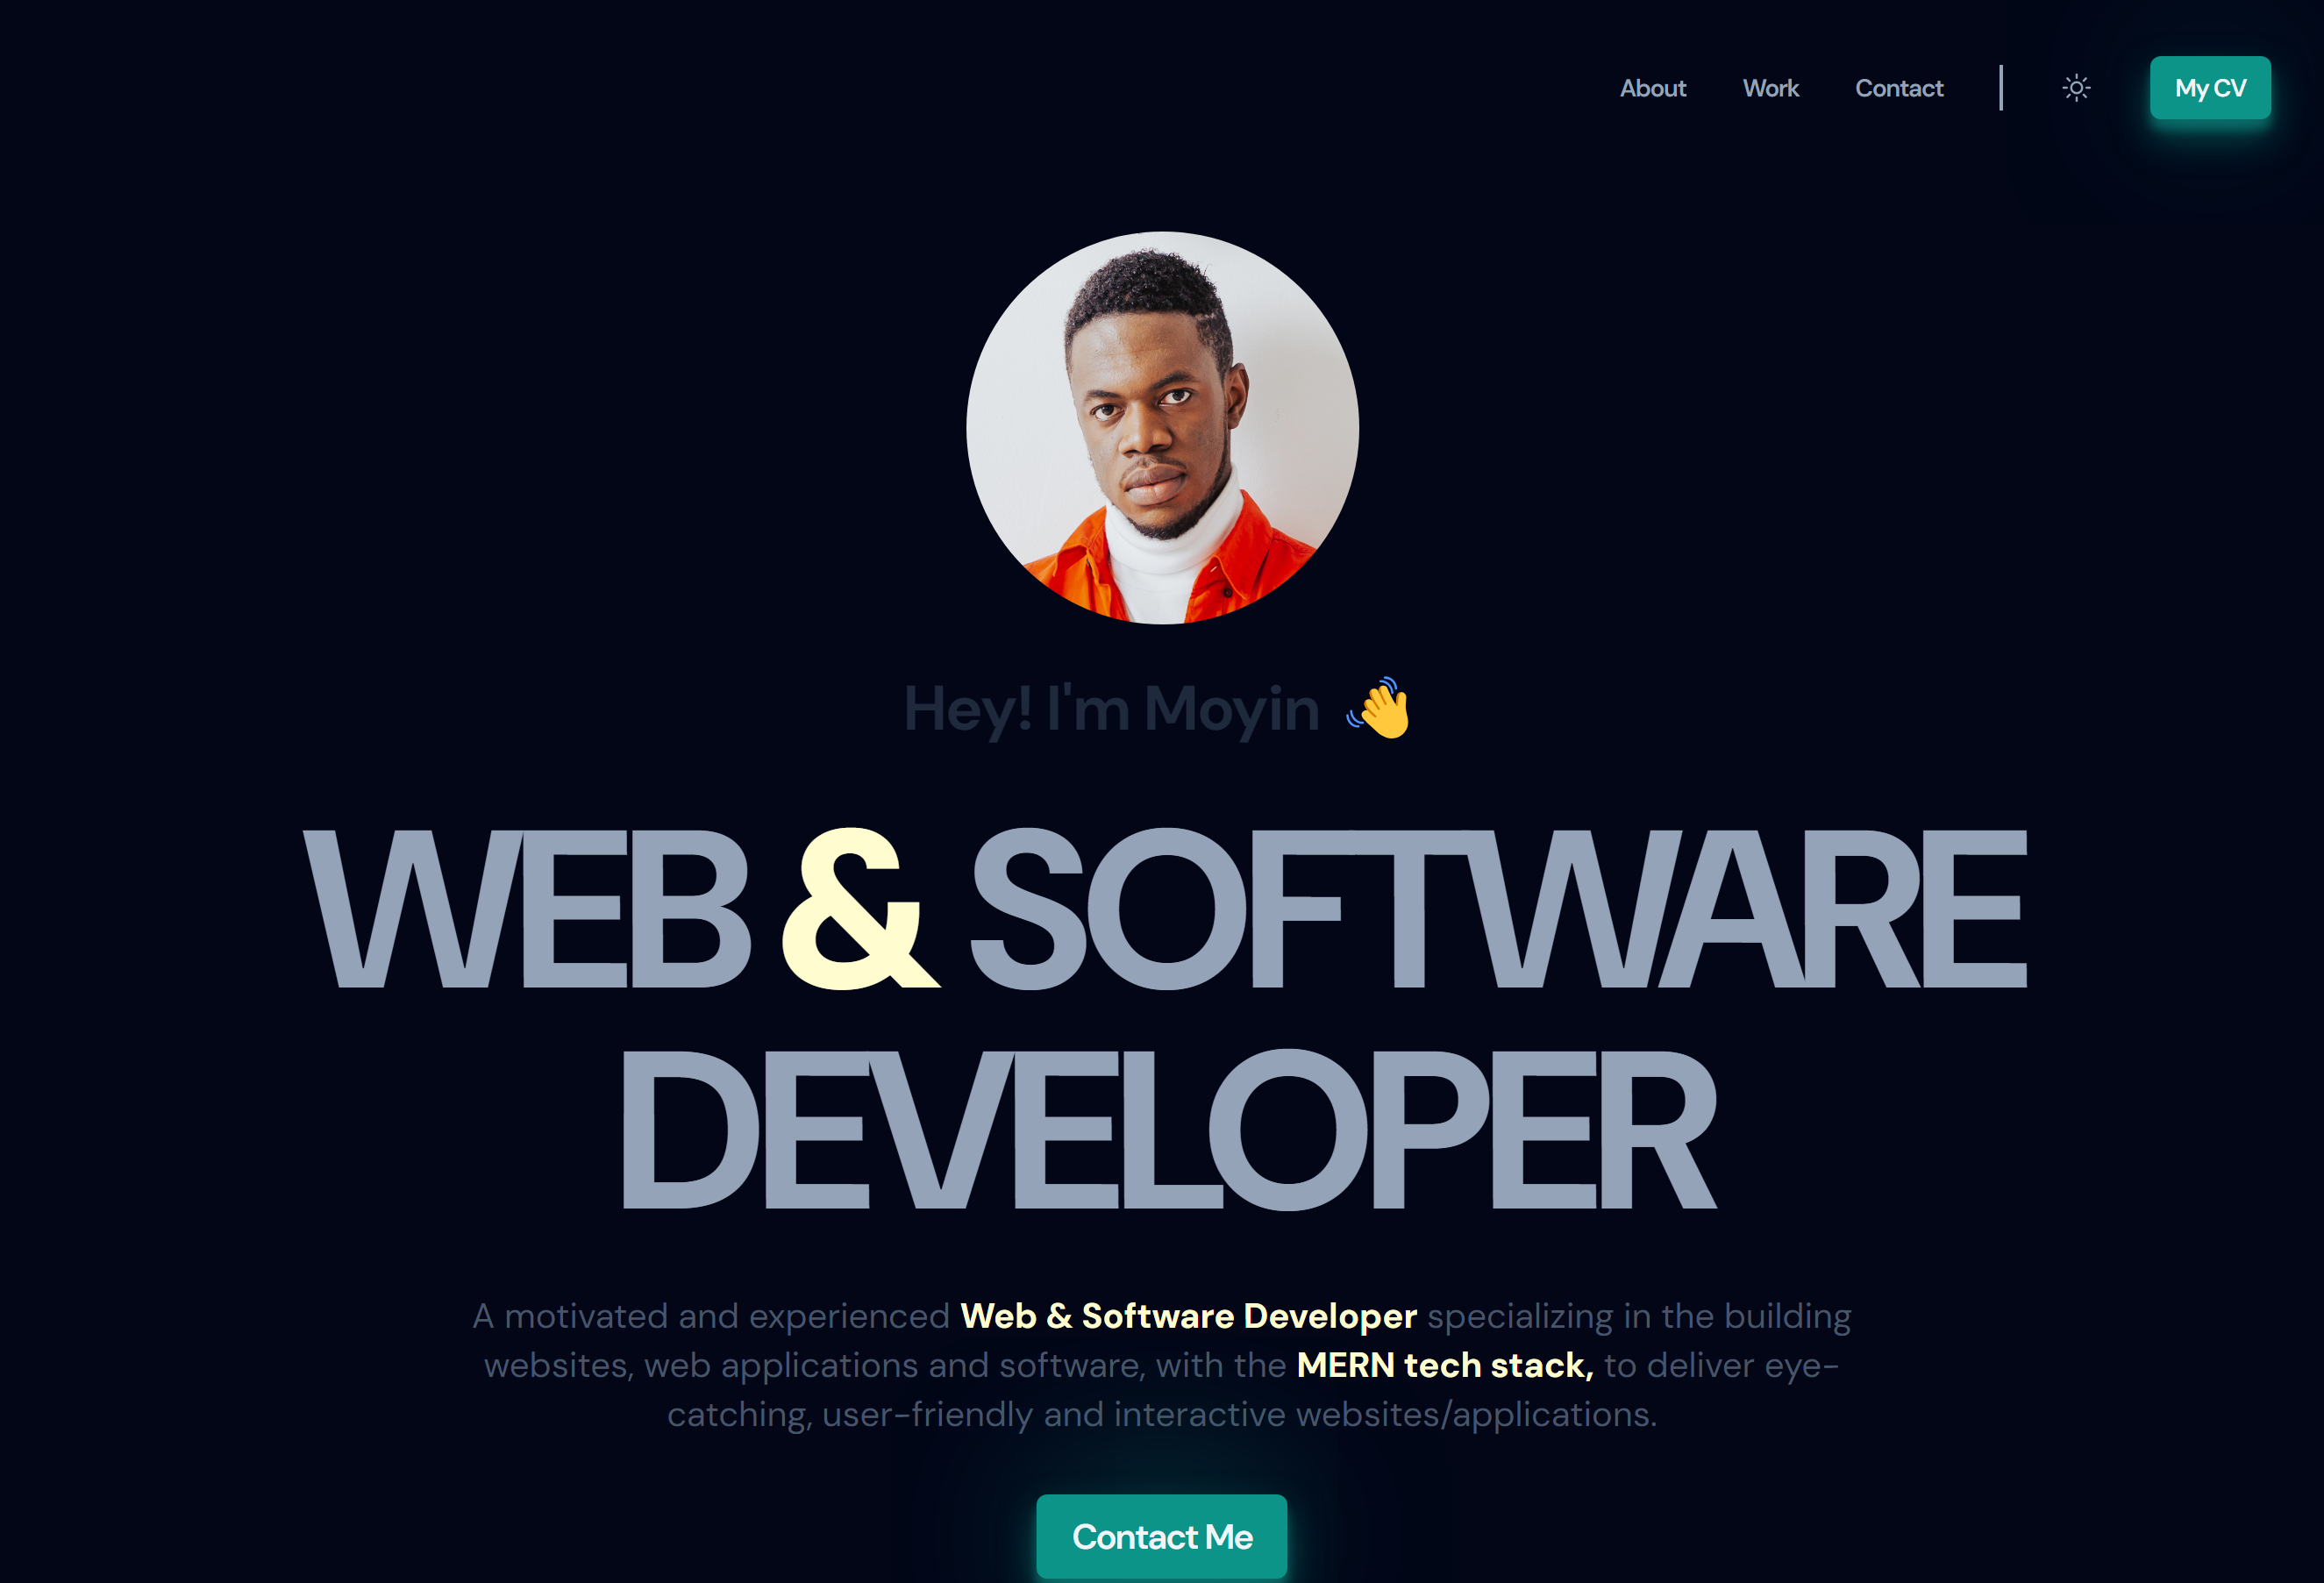 About Work Contact My CV
Hey! I'm Moyin
WEB & SOFTWARE
DEVELOPER
A motivated and experienced Web & Software Developer specializing in the building
websites, web applications and software, with the MERN tech stack, to deliver eye-
catching, user-friendly and interactive websites/applications.
Contact Me